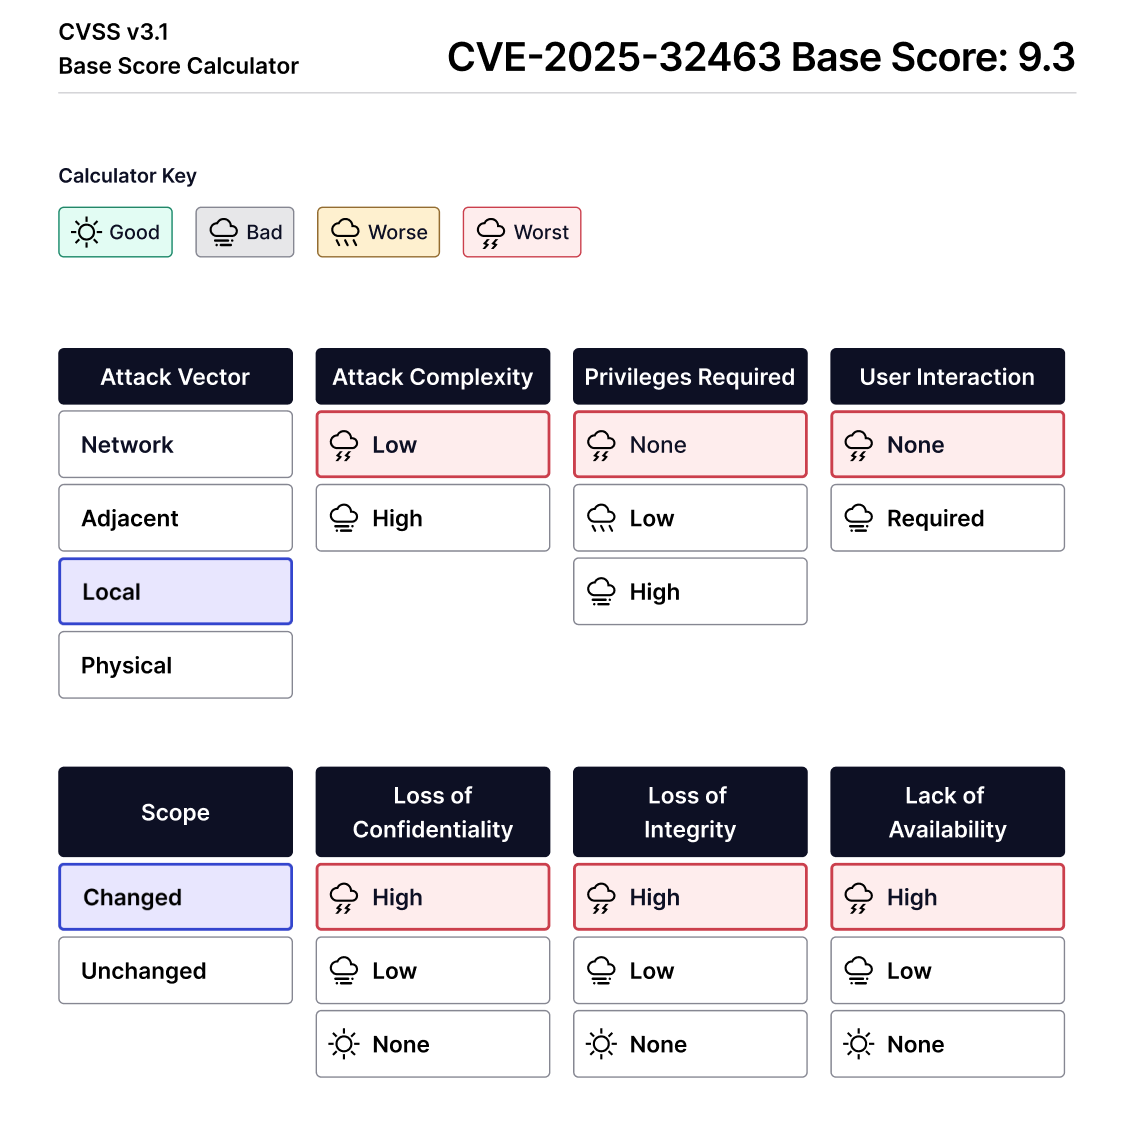 CVSS v3.1
Base Score Calculator
CVE-2025-32463 Base Score: 9.3
Calculator Key
Good
Bad
Worse
Worst
Attack Vector
Network
Adjacent
Local
Physical
Attack Complexity
Low
High
Privileges Required
None
Low
High
User Interaction
None
Required
Scope
Changed
Unchanged
Loss of
Confidentiality
High
Low
None
Loss of
Integrity
High
Low
None
Lack of
Availability
High
Low
None